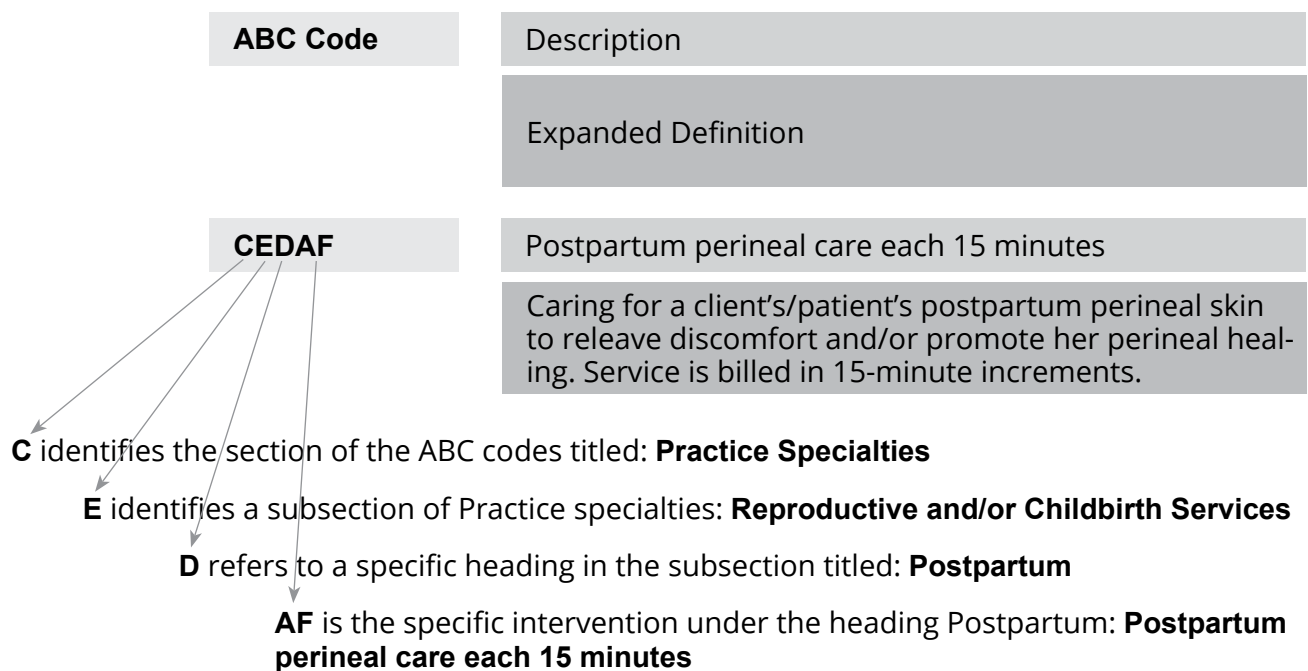 ABC Code
Description
Expanded Definition
CEDAF
Postpartum perineal care each 15 minutes
Caring for a client's/patient's postpartum perineal skin
to releave discomfort and/or promote her perineal heal-
ing. Service is billed in 15-minute increments.
C identifies the section of the ABC codes titled: Practice Specialties
E identifies a subsection of Practice specialties: Reproductive and/or Childbirth Services
D refers to a specific heading in the subsection titled: Postpartum
AF is the specific intervention under the heading Postpartum: Postpartum
perineal care each 15 minutes